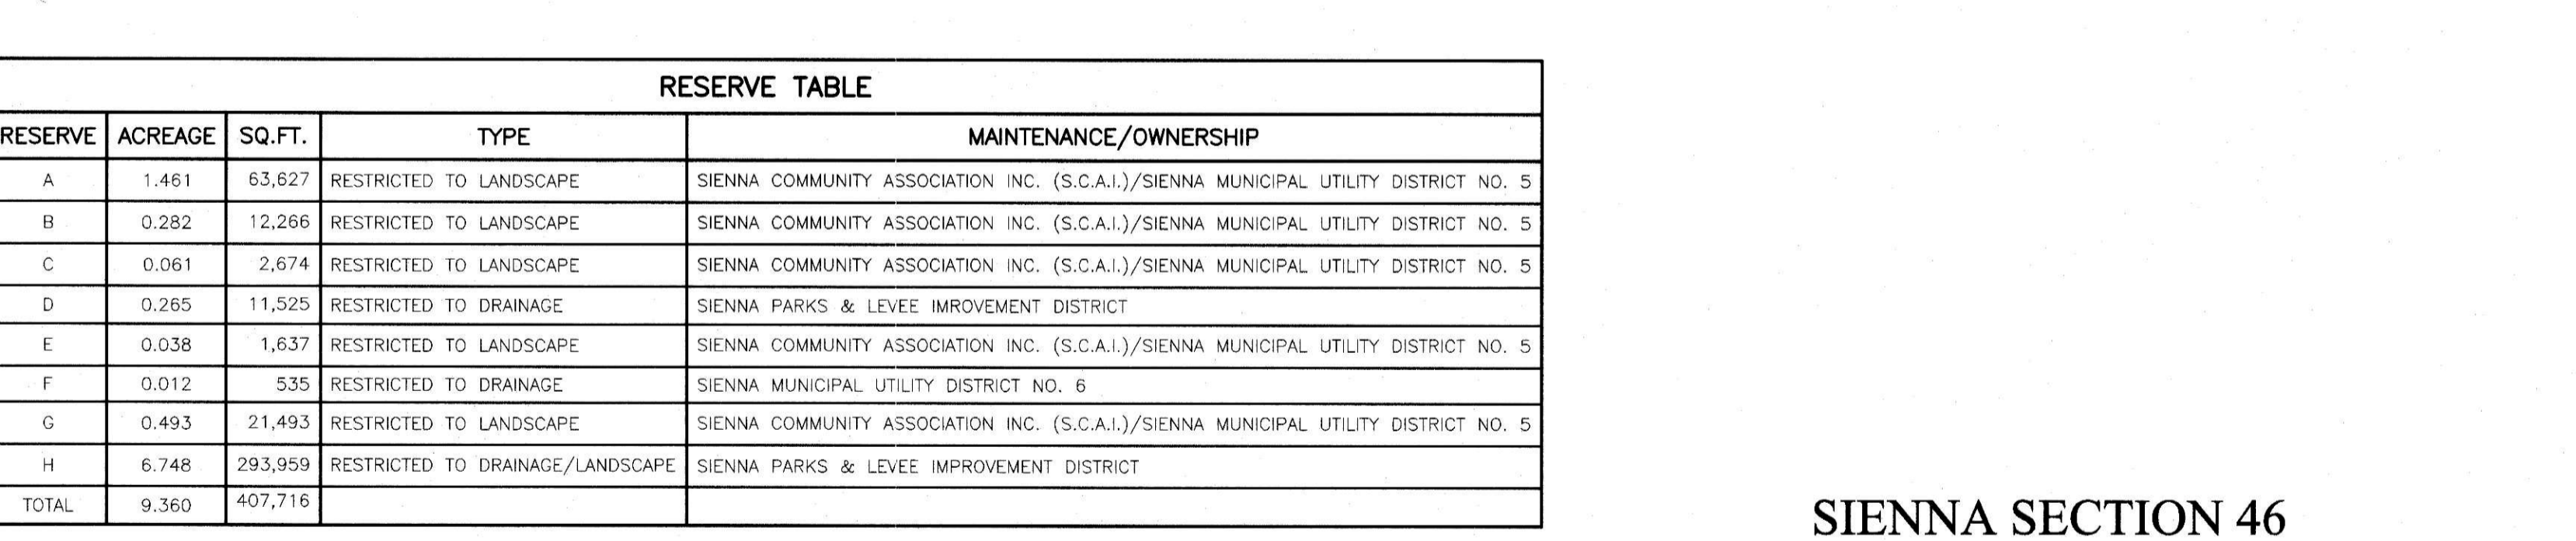 RESERVE TABLE
RESERVE ACREAGE SQ.FT. TYPE MAINTENANCE/OWNERSHIP
A 1.461 63,627 RESTRICTED TO LANDSCAPE SIENNA COMMUNITY ASSOCIATION INC. (S.C.A.I.)/SIENNA MUNICIPAL UTILITY DISTRICT NO. 5
B 0.282 12,266 RESTRICTED TO LANDSCAPE SIENNA COMMUNITY ASSOCIATION INC. (S.C.A.I.)/SIENNA MUNICIPAL UTILITY DISTRICT NO. 5
C 0.061 2,674 RESTRICTED TO LANDSCAPE SIENNA COMMUNITY ASSOCIATION INC. (S.C.A.I.)/SIENNA MUNICIPAL UTILITY DISTRICT NO. 5
D 0.265 11,525 RESTRICTED TO DRAINAGE SIENNA PARKS & LEVEE IMROVEMENT DISTRICT
E 0.038 1,637 RESTRICTED TO LANDSCAPE SIENNA COMMUNITY ASSOCIATION INC. (S.C.A.I.)/SIENNA MUNICIPAL UTILITY DISTRICT NO. 5
F 0.012 535 RESTRICTED TO DRAINAGE SIENNA MUNICIPAL UTILITY DISTRICT NO. 6
G 0.493 21,493 RESTRICTED TO LANDSCAPE SIENNA COMMUNITY ASSOCIATION INC. (S.C.A.I.)/SIENNA MUNICIPAL UTILITY DISTRICT NO. 5
H 6.748 293,959 RESTRICTED TO DRAINAGE/LANDSCAPE SIENNA PARKS & LEVEE IMPROVEMENT DISTRICT
TOTAL 9.360 407,716
SIENNA SECTION 46